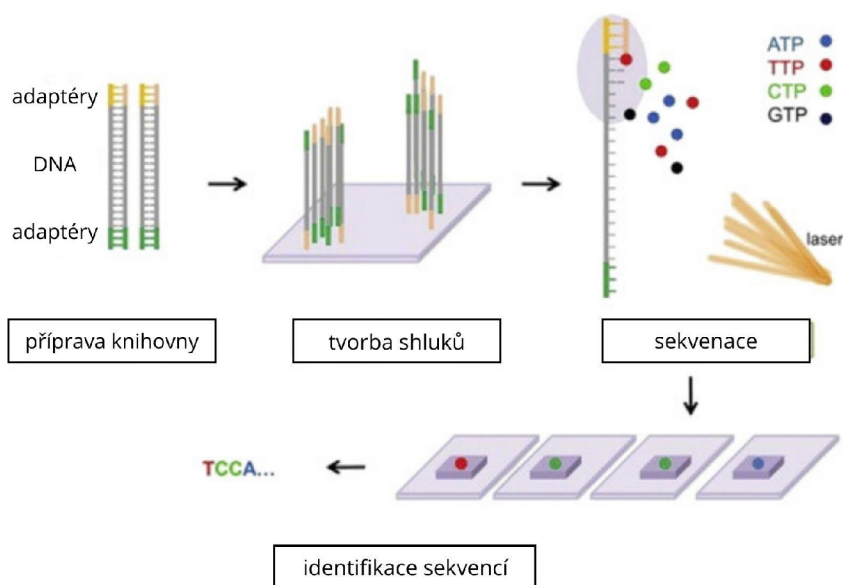 adaptéry
DNA
adaptéry
ATP
TTP
CTP
GTP
laser
příprava knihovny
tvorba shluků
sekvenace
TCCA...
identifikace sekvencí